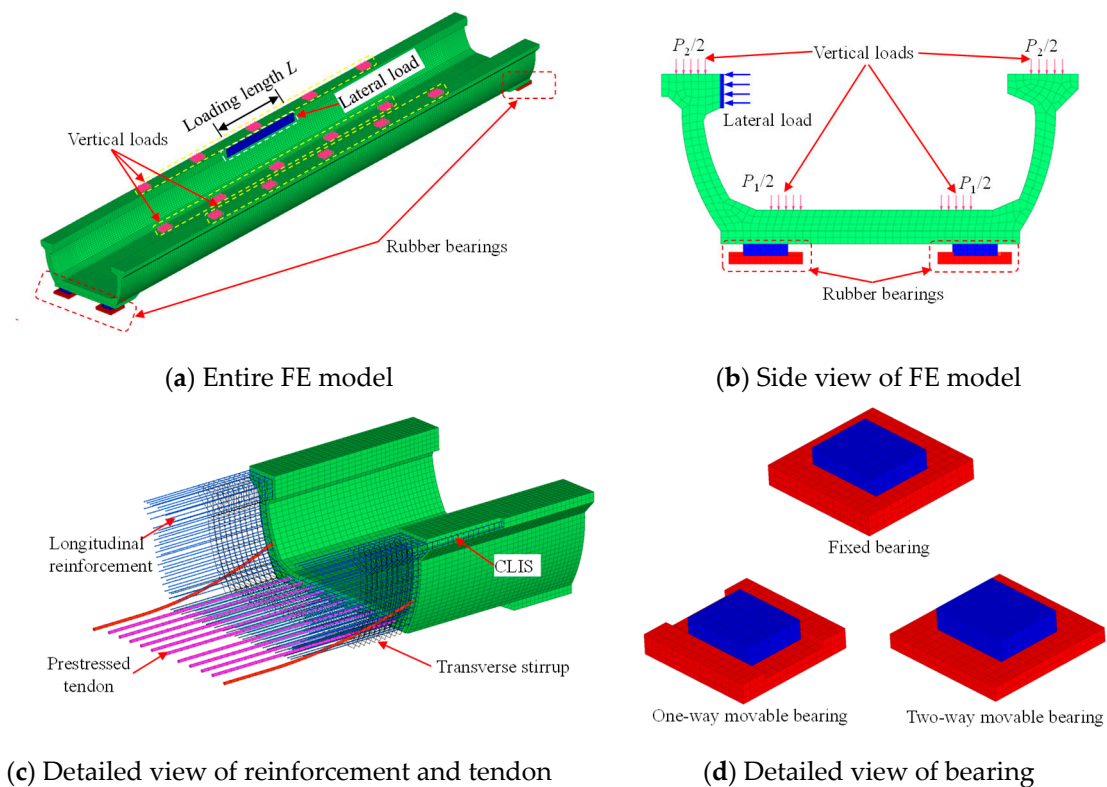 Loading length L
Lateral load
Vertical loads
Rubber bearings
(a) Entire FE model
P2/2
Vertical loads
P2/2
Lateral load
P1/2
P1/2
Rubber bearings
(b) Side view of FE model
Longitudinal
reinforcement
CLIS
Prestressed
tendon
Transverse stirrup
(c) Detailed view of reinforcement and tendon
Fixed bearing
One-way movable bearing
Two-way movable bearing
(d) Detailed view of bearing